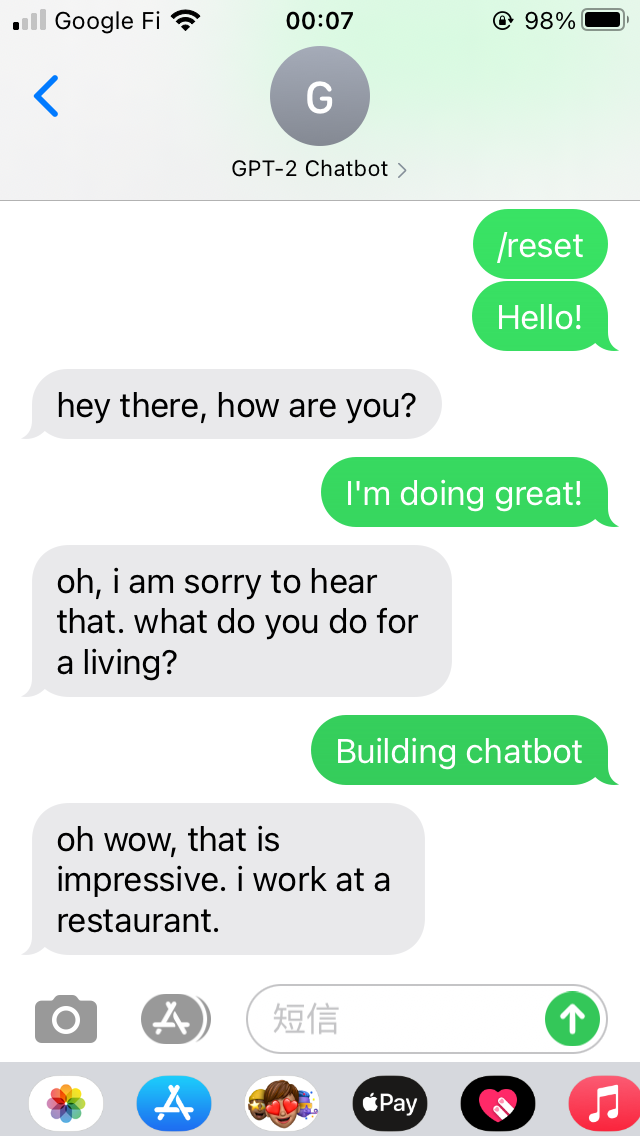 Google Fi 00:07 98%
G
GPT-2 Chatbot
/reset
Hello!
hey there, how are you?
I'm doing great!
oh, i am sorry to hear
that. what do you do for
a living?
Building chatbot
oh wow, that is
impressive. i work at a
restaurant.
短信
Pay